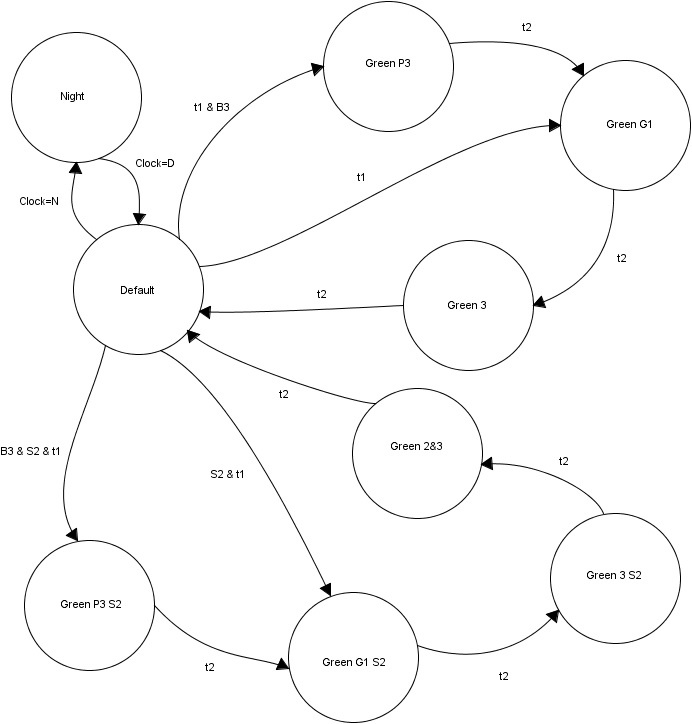 t2
Green P3
Night
t1 & B3
Green G1
Clock=D
t1
Clock=N
t2
Default
t2
Green 3
t2
Green 2&3
B3 & S2 & t1
S2 & t1
t2
Green 3 S2
Green P3 S2
Green G1 S2
t2
t2